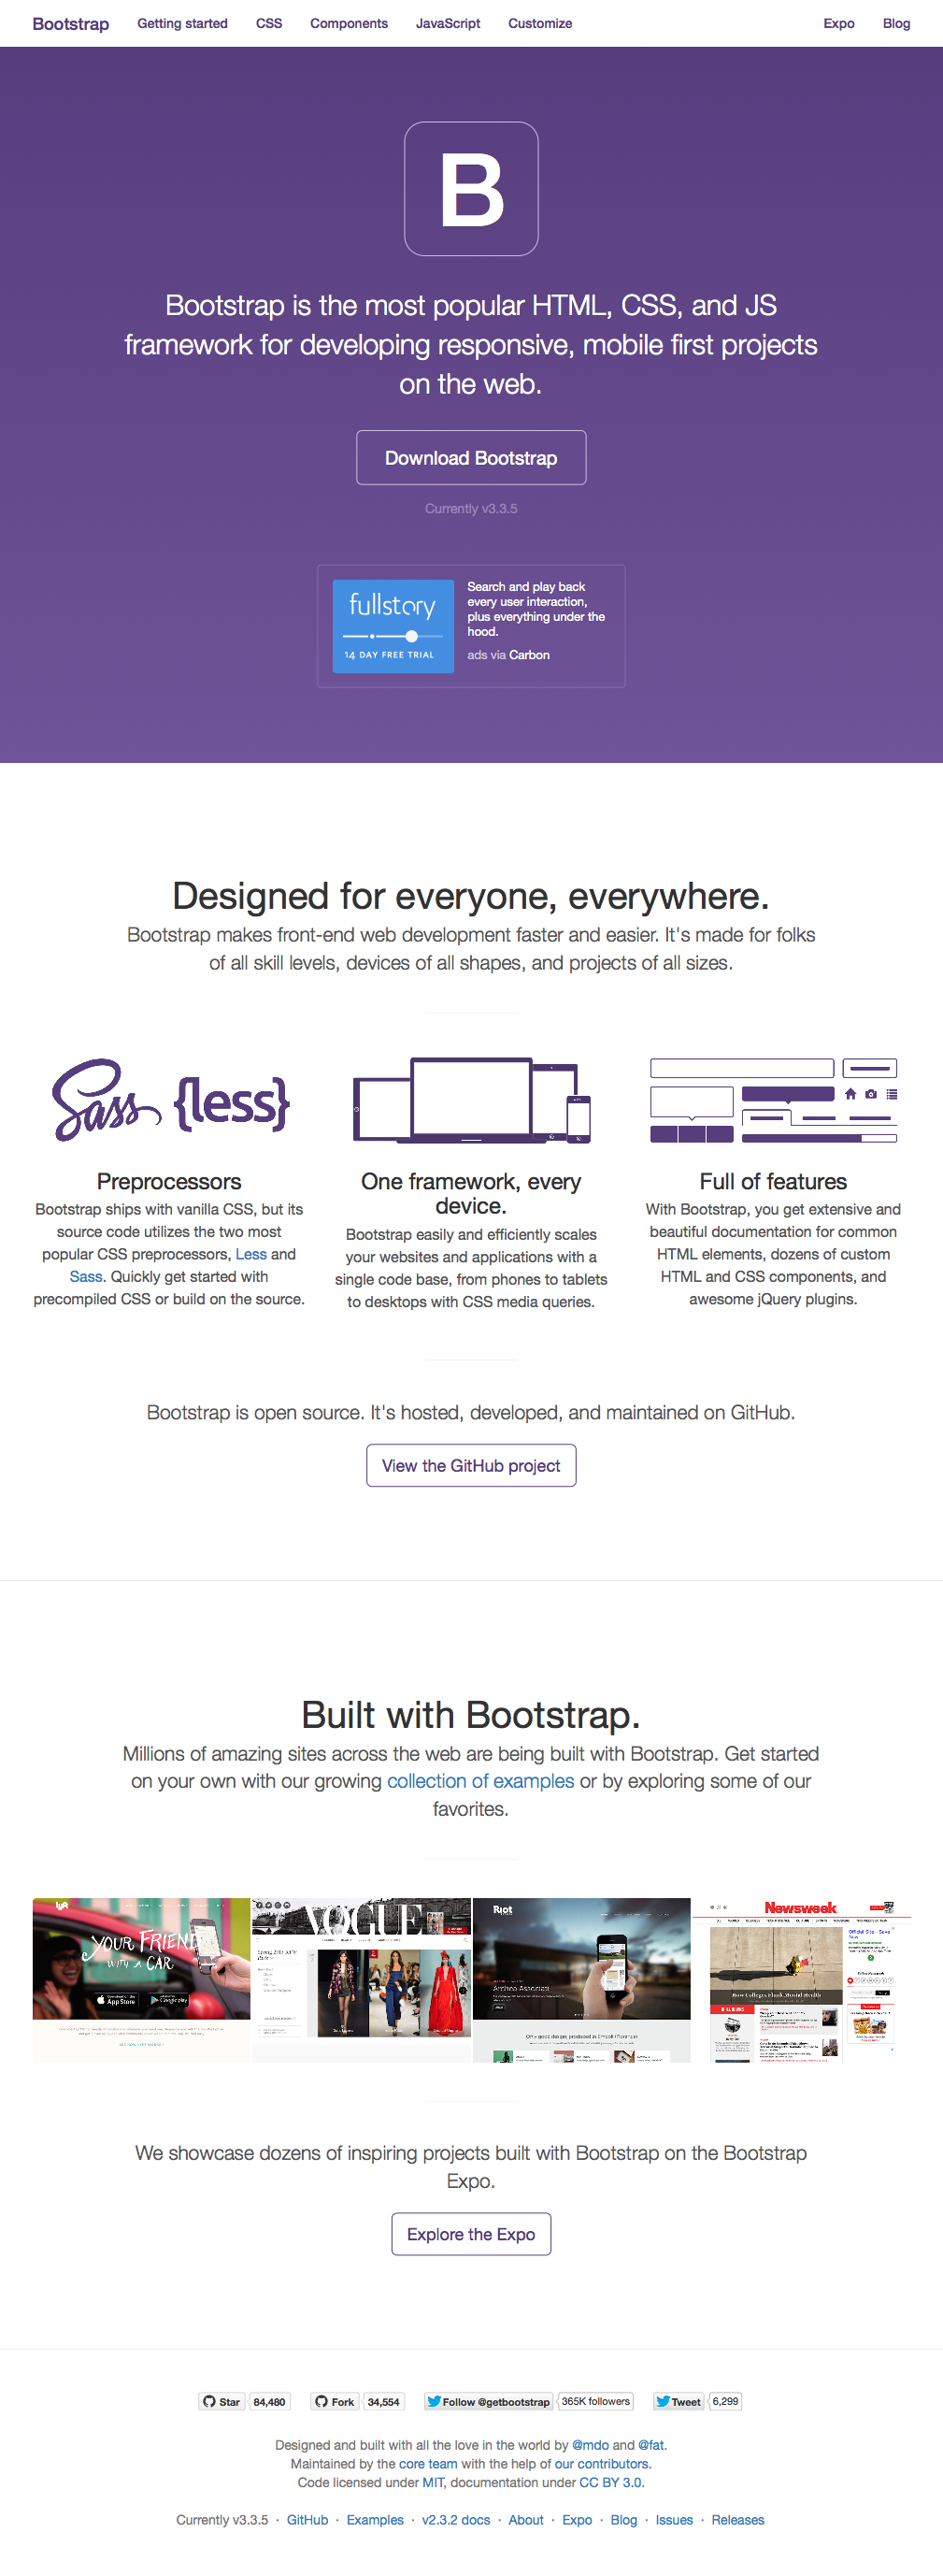 Bootstrap Getting started CSS Components JavaScript Customize Expo Blog
B
Bootstrap is the most popular HTML, CSS, and JS
framework for developing responsive, mobile first projects
on the web.
Download Bootstrap
Currently v3.3.5
fullstory
14 DAY FREE TRIAL
Search and play back
every user interaction,
plus everything under the
hood.
ads via Carbon
Designed for everyone, everywhere.
Bootstrap makes front-end web development faster and easier. It's made for folks
of all skill levels, devices of all shapes, and projects of all sizes.
Sass {less}
Preprocessors
Bootstrap ships with vanilla CSS, but its
source code utilizes the two most
popular CSS preprocessors, Less and
Sass. Quickly get started with
precompiled CSS or build on the source.
One framework, every
device.
Bootstrap easily and efficiently scales
your websites and applications with a
single code base, from phones to tablets
to desktops with CSS media queries.
Full of features
With Bootstrap, you get extensive and
beautiful documentation for common
HTML elements, dozens of custom
HTML and CSS components, and
awesome jQuery plugins.
Bootstrap is open source. It's hosted, developed, and maintained on GitHub.
View the GitHub project
Built with Bootstrap.
Millions of amazing sites across the web are being built with Bootstrap. Get started
on your own with our growing collection of examples or by exploring some of our
favorites.
lyft
YOUR FRIEND
WITH A CAR
App Store
Google play
VOGUE
Riot
Archea Associati
Newsweek
How Colleges Flunk Mental Health
We showcase dozens of inspiring projects built with Bootstrap on the Bootstrap
Expo.
Explore the Expo
Star 84,480 Fork 34,554 Follow @getbootstrap 365K followers Tweet 6,299
Designed and built with all the love in the world by @mdo and @fat.
Maintained by the core team with the help of our contributors.
Code licensed under MIT, documentation under CC BY 3.0.
Currently v3.3.5 · GitHub · Examples · v2.3.2 docs · About · Expo · Blog · Issues · Releases